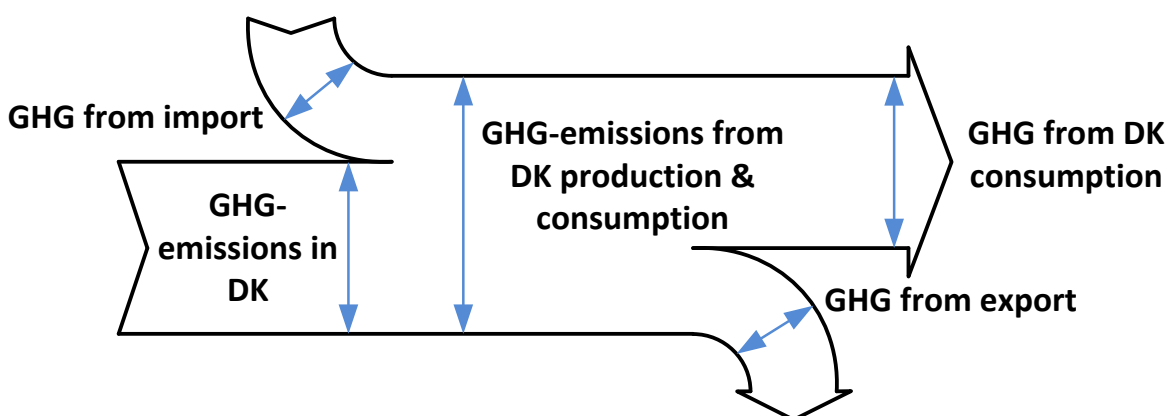 GHG from import
GHG-
emissions in
DK
GHG-emissions from
DK production &
consumption
GHG from DK
consumption
GHG from export